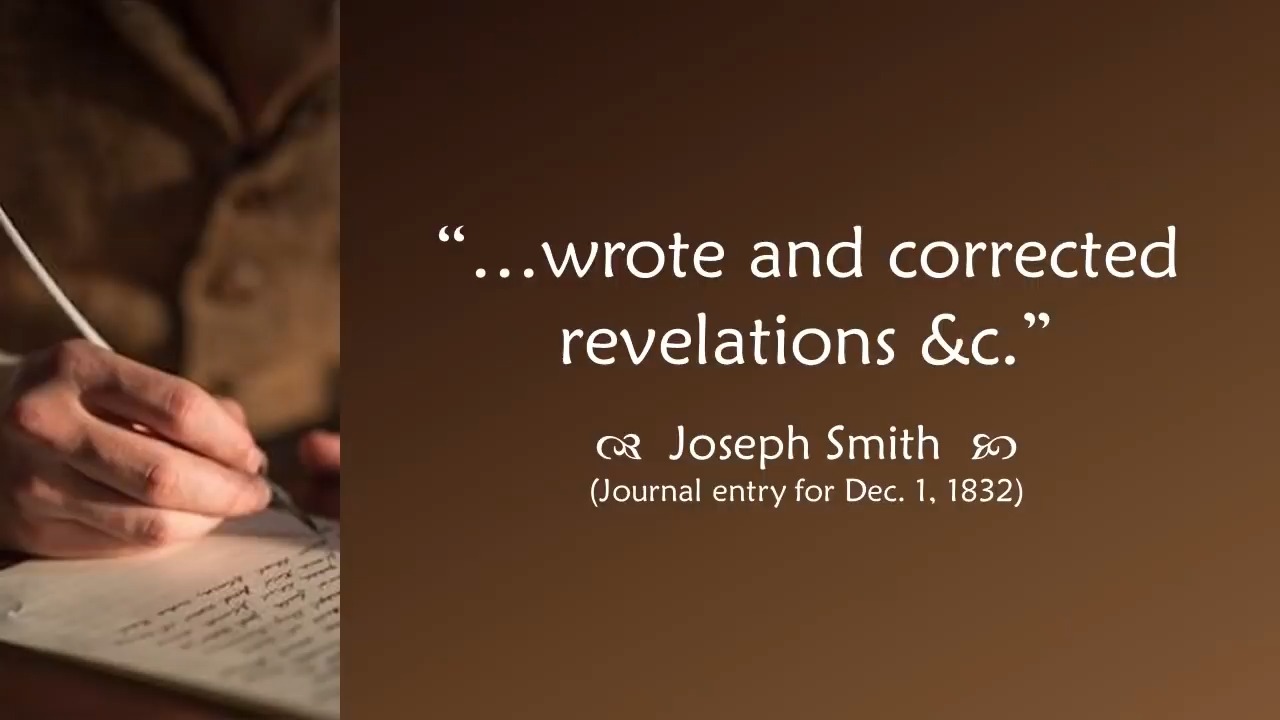 “…wrote and corrected
revelations &c.”
Joseph Smith
(Journal entry for Dec. 1, 1832)